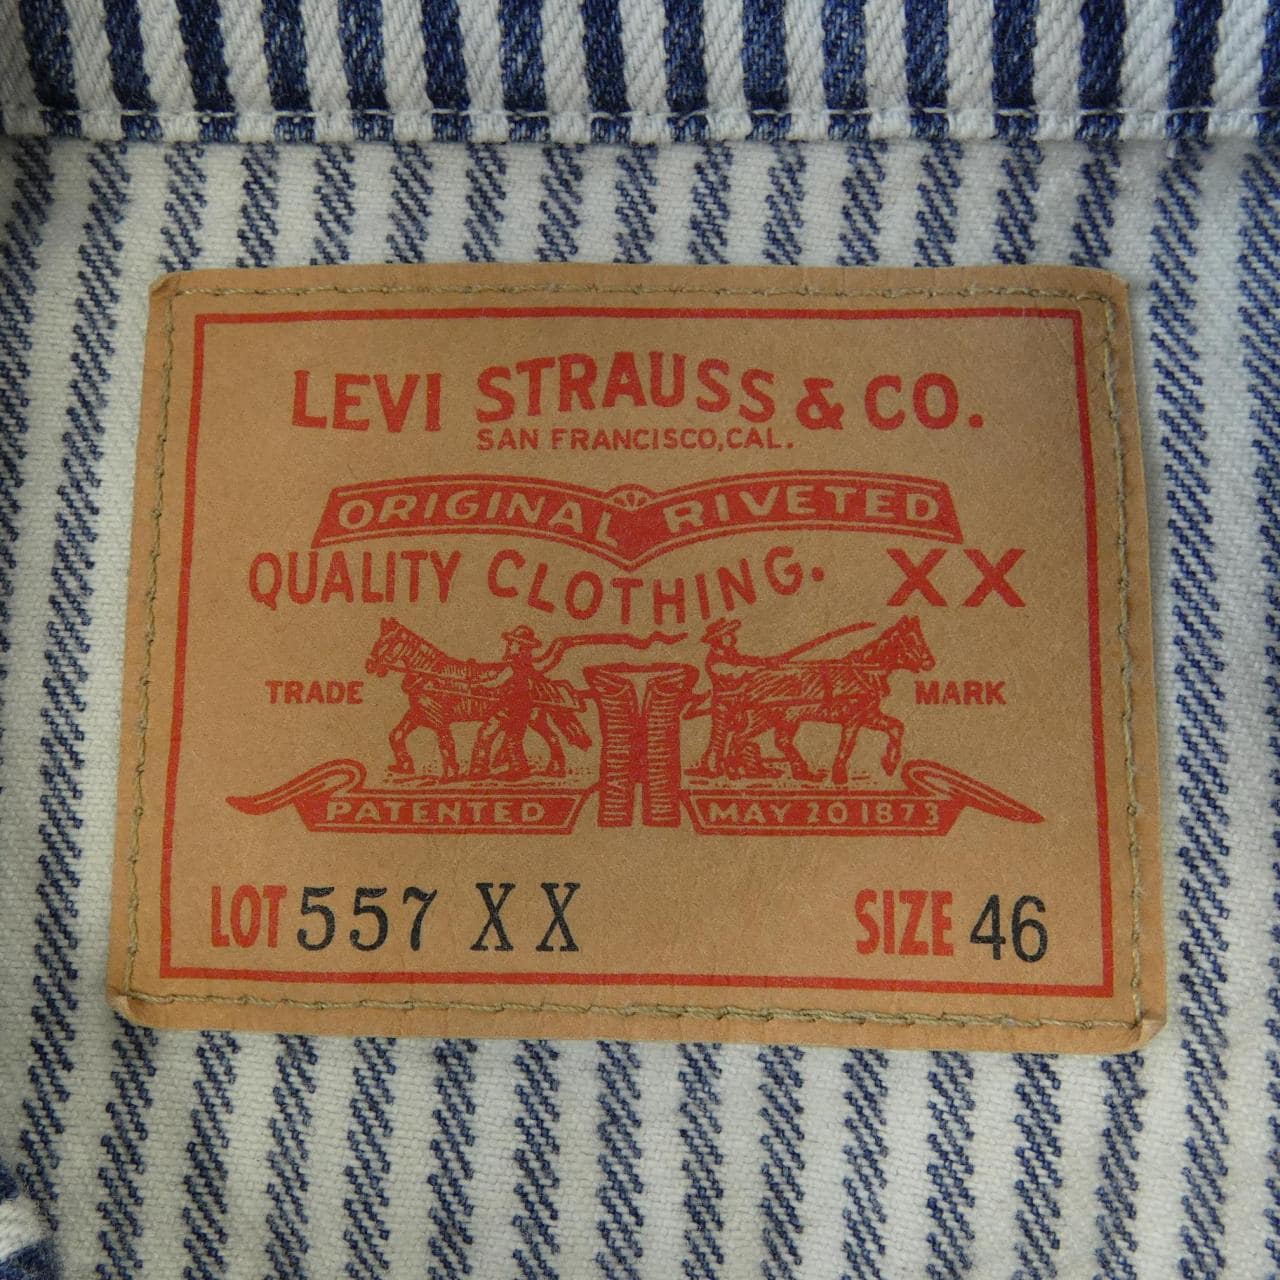 LEVI STRAUSS & CO.
SAN FRANCISCO, CAL.
ORIGINAL RIVETED
QUALITY CLOTHING. XX
TRADE MARK
PATENTED MAY 20 1873
LOT 557 XX SIZE 46